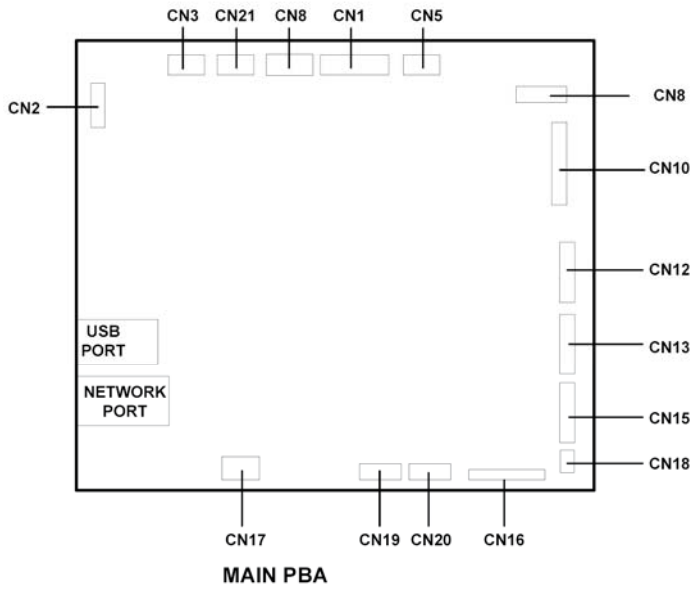 CN3 CN21 CN8 CN1 CN5
CN8
CN2
CN10
CN12
USB
PORT
CN13
NETWORK
PORT
CN15
CN18
CN17 CN19 CN20 CN16
MAIN PBA